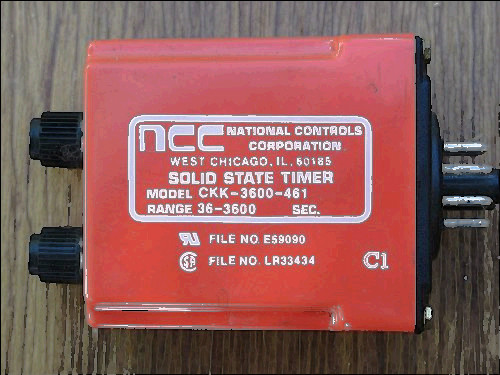 ncc NATIONAL CONTROLS
CORPORATION
WEST CHICAGO, IL. 60185
SOLID STATE TIMER
MODEL CKK-3600-461
RANGE 36-3600 SEC.
FILE NO. E59090
FILE NO. LR33434
C1